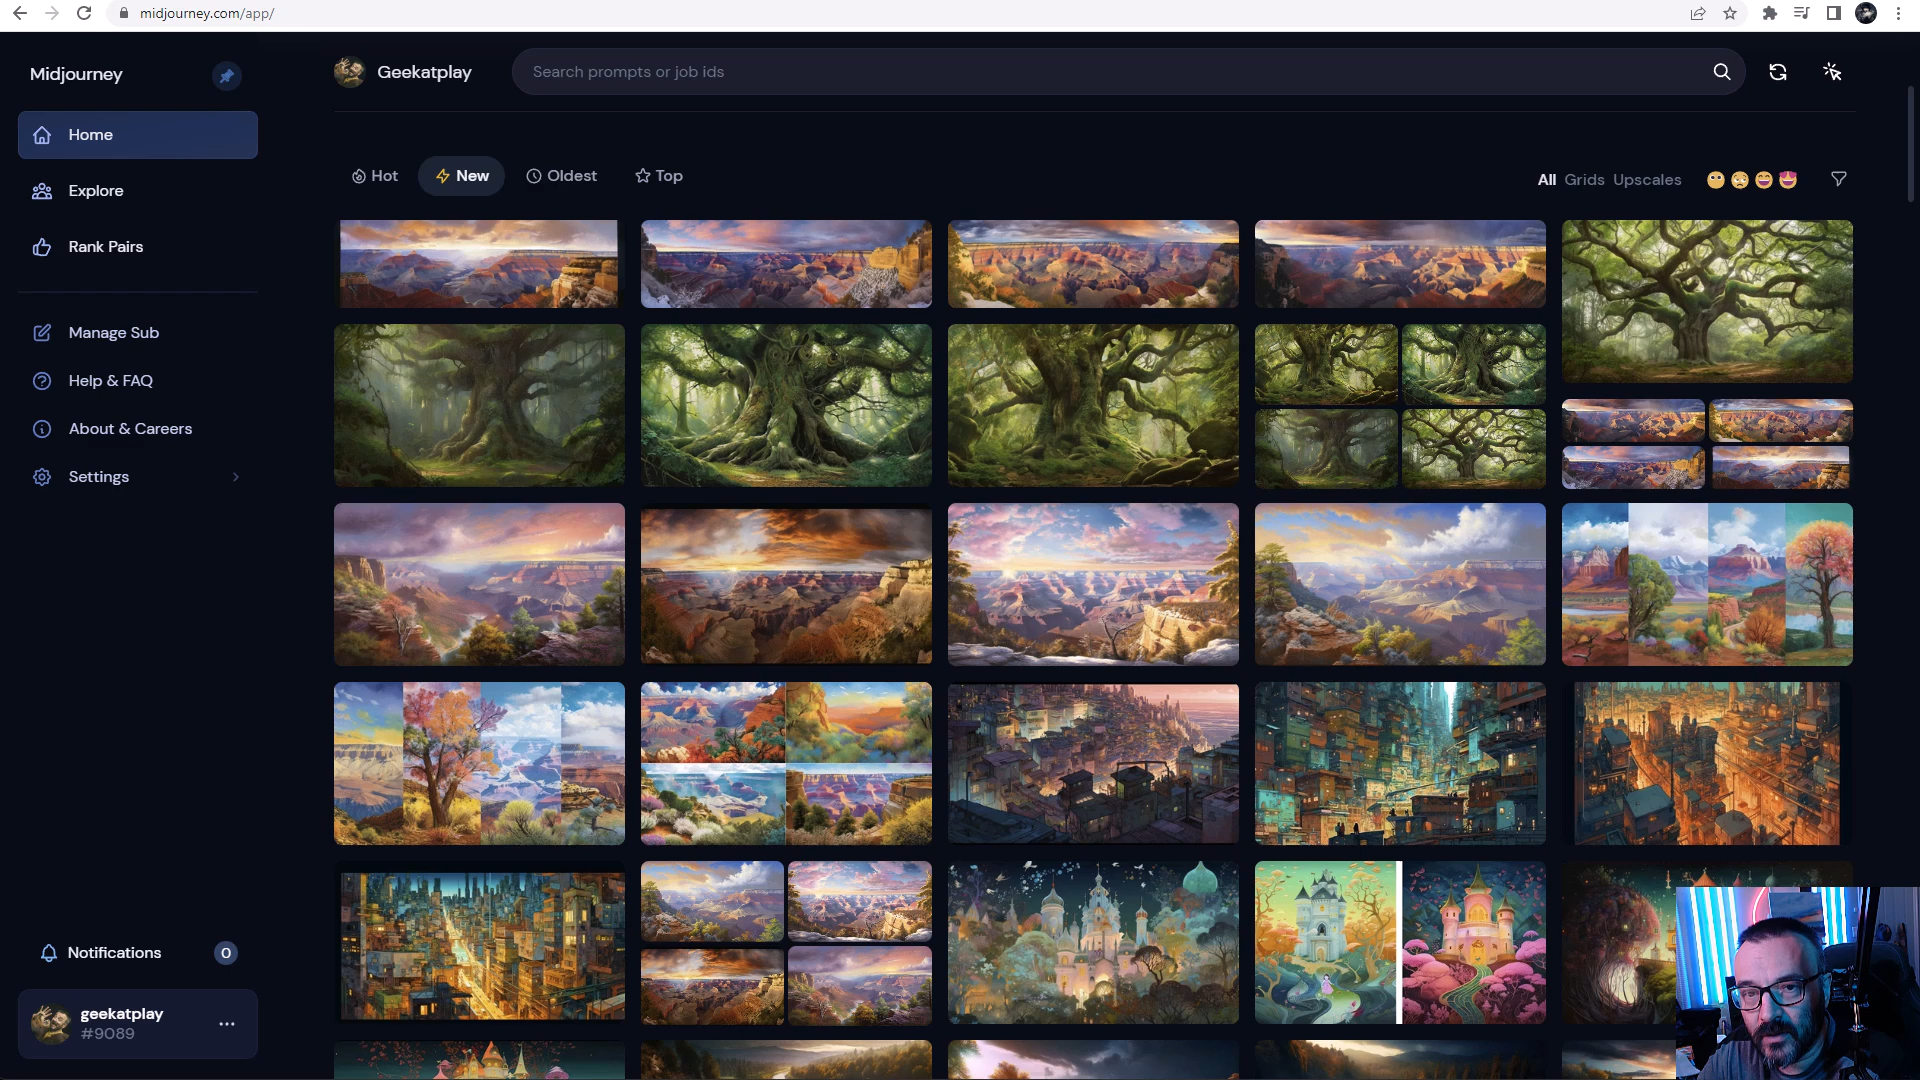 midjourney.com/app/
Midjourney
Geekatplay
Search prompts or job ids
Home
Explore
Rank Pairs
Manage Sub
Help & FAQ
About & Careers
Settings
Hot
New
Oldest
Top
All
Grids
Upscales
Notifications
0
geekatplay
#9089